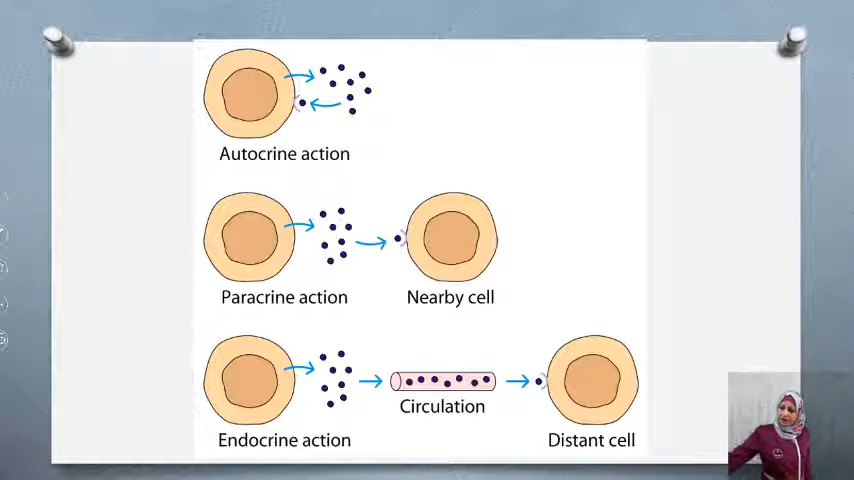 Autocrine action
Paracrine action
Nearby cell
Circulation
Endocrine action
Distant cell